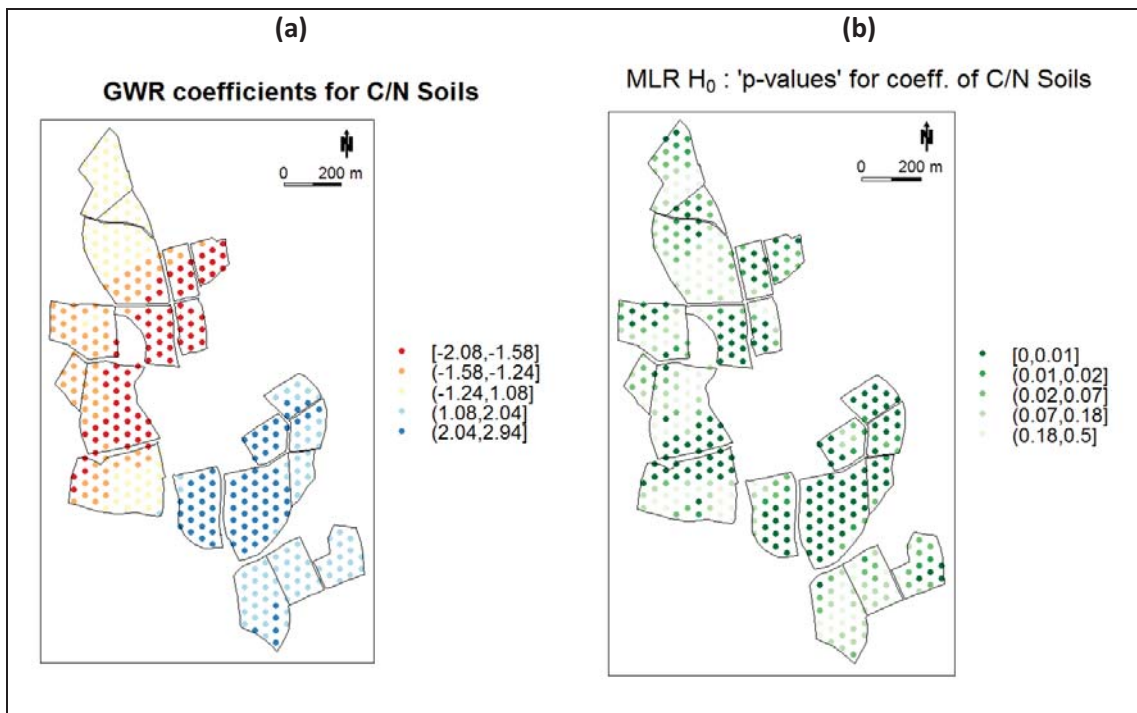 (a)
(b)
GWR coefficients for C/N Soils
MLR H0 : 'p-values' for coeff. of C/N Soils
N
0 200 m
[-2.08,-1.58]
(-1.58,-1.24]
(-1.24,1.08]
(1.08,2.04]
(2.04,2.94]
N
0 200 m
[0,0.01]
(0.01,0.02]
(0.02,0.07]
(0.07,0.18]
(0.18,0.5]